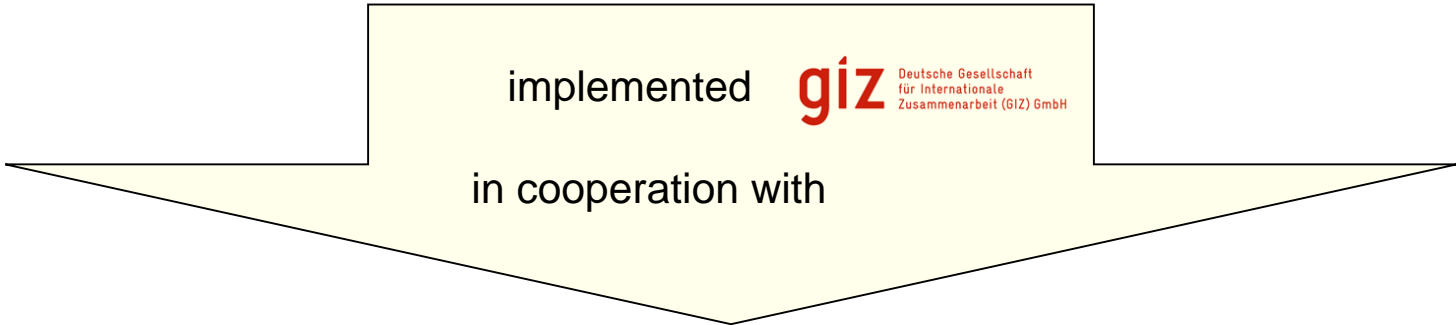 implemented
giz
Deutsche Gesellschaft
für Internationale
Zusammenarbeit (GIZ) GmbH
in cooperation with